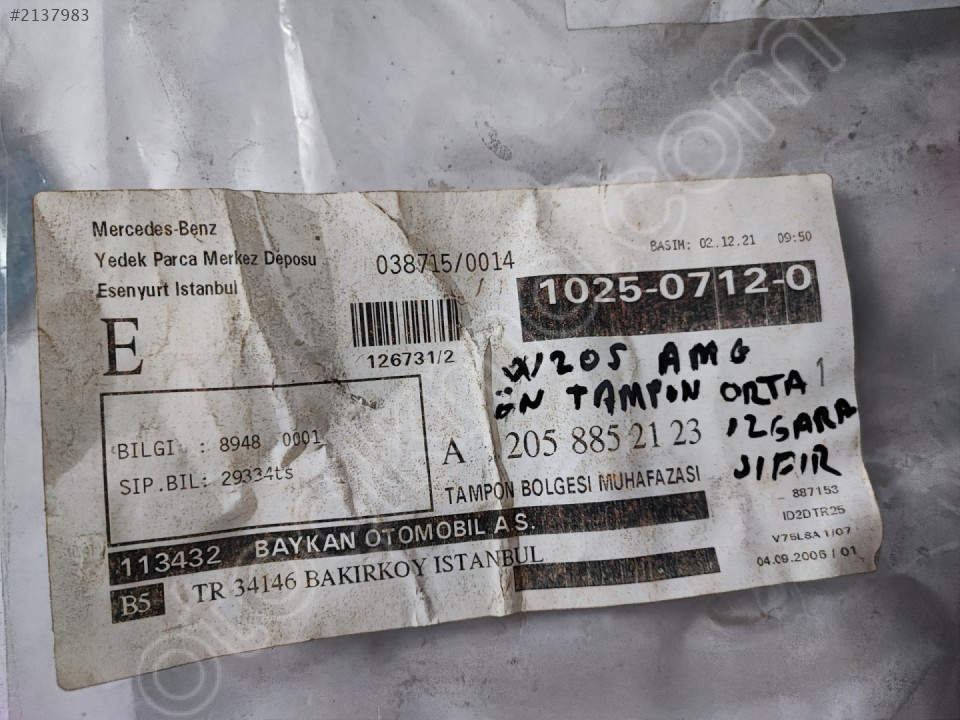 #2137983
Mercedes-Benz
Yedek Parca Merkez Deposu
Esenyurt Istanbul
038715/0014
BASIM: 02.12.21 09:50
1025-0712-0
E
126731/2
W205 AMG
ÖN TAMPON ORTA
IZGARA
SIFIR
1
BILGI : 8948 0001
SIP.BIL: 29334ts
A 205 885 21 23
TAMPON BOLGESI MUHAFAZASI
887153
ID2DTR25
V75L8A 1/07
04.09.2006 / 01
113432 BAYKAN OTOMOBIL A.S.
B5 TR 34146 BAKIRKOY ISTANBUL